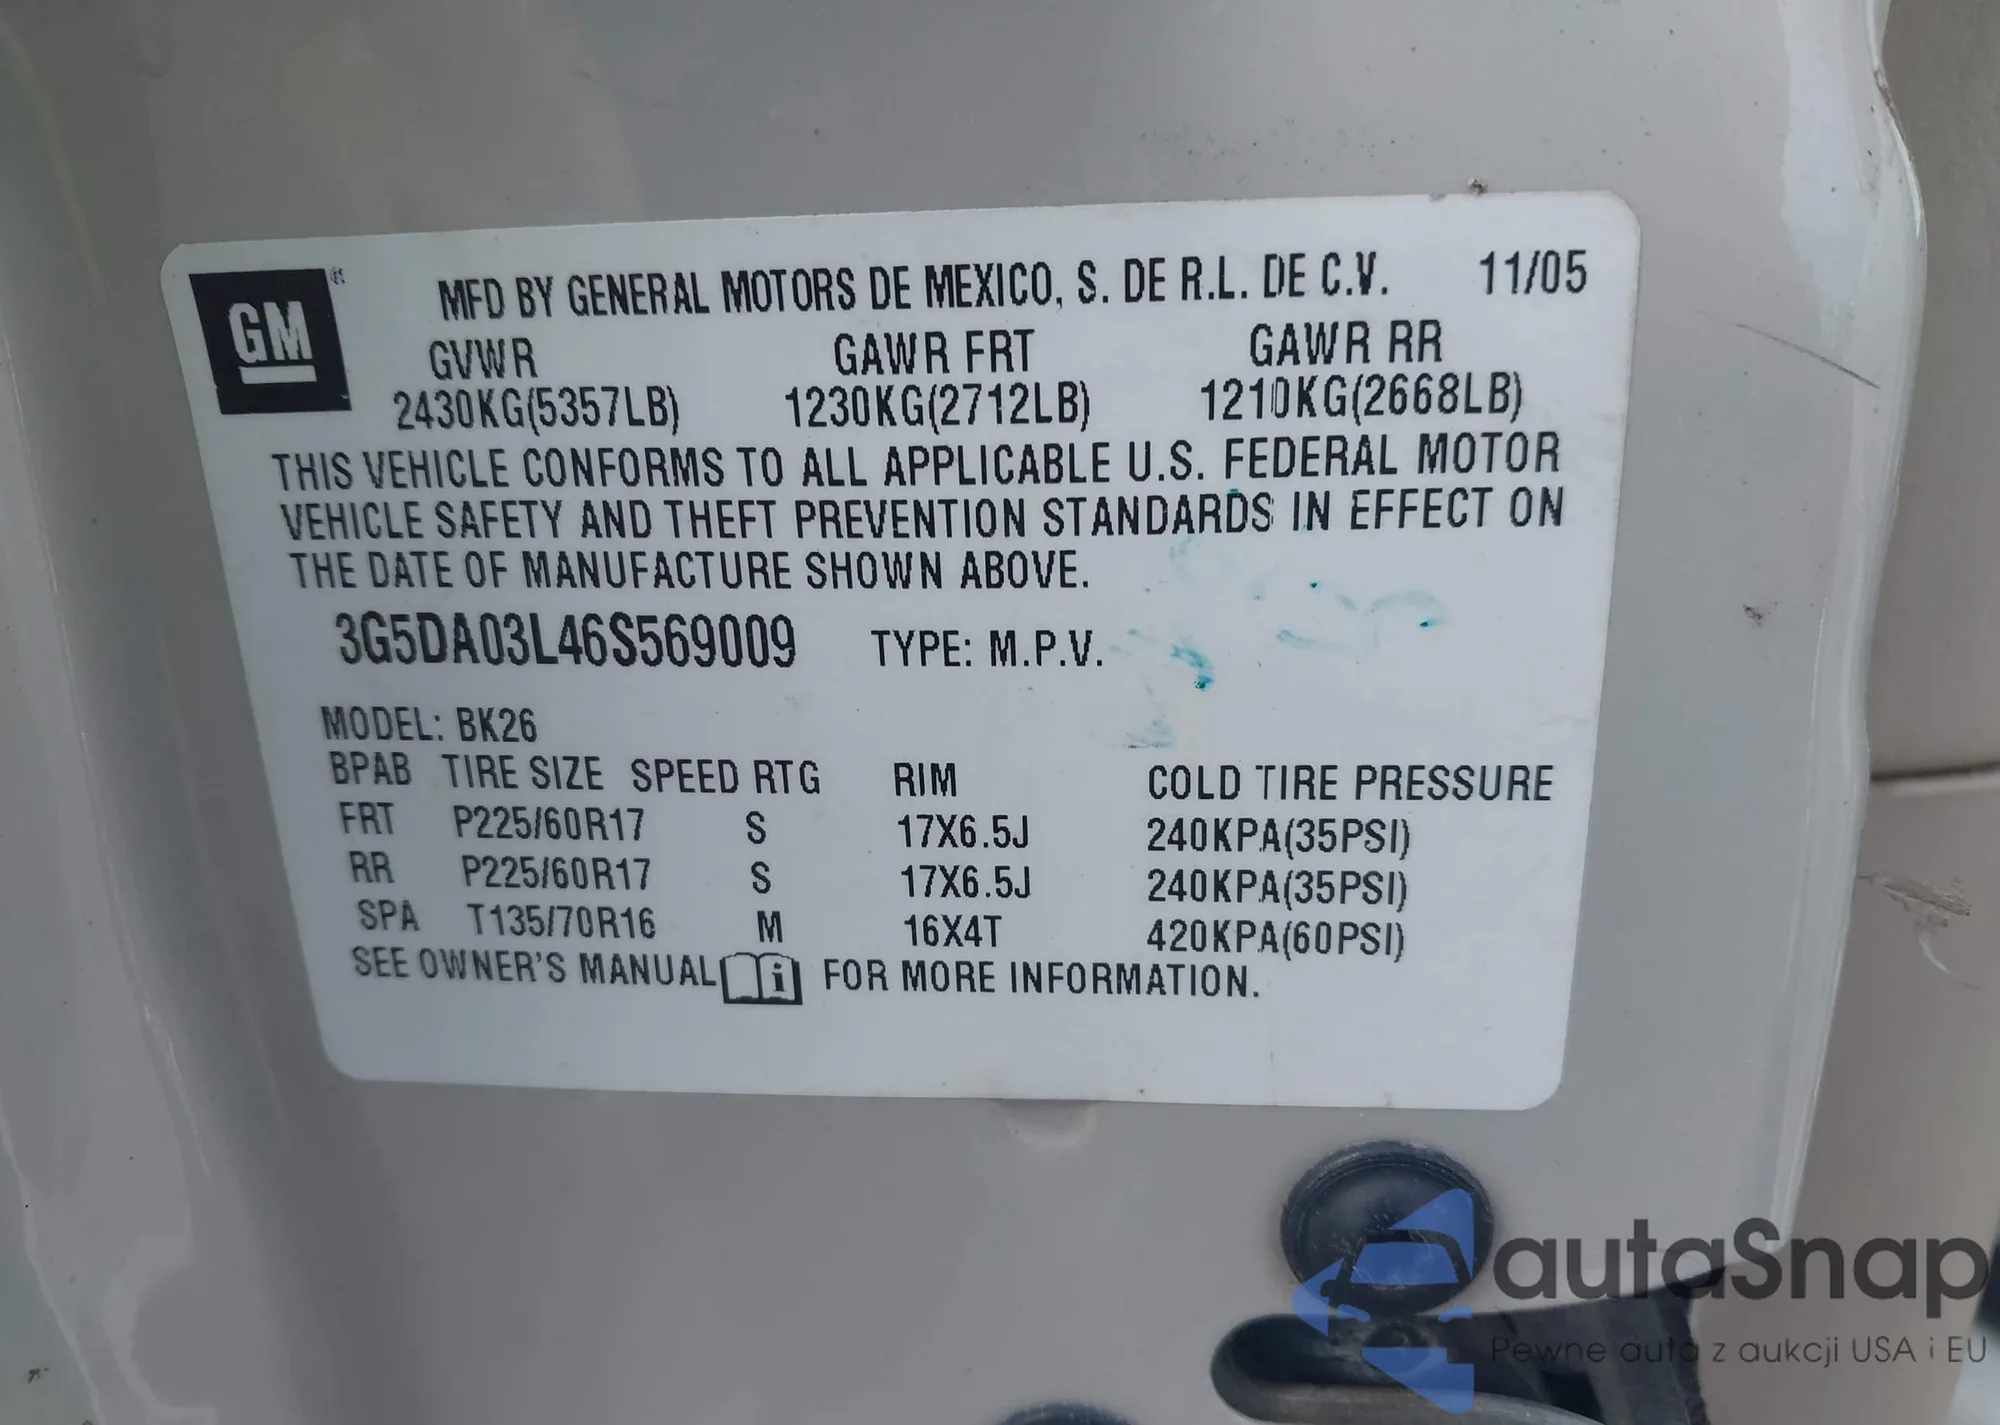 GM
MFD BY GENERAL MOTORS DE MEXICO, S. DE R.L. DE C.V. 11/05
GVWR GAWR FRT GAWR RR
2430KG(5357LB) 1230KG(2712LB) 1210KG(2668LB)
THIS VEHICLE CONFORMS TO ALL APPLICABLE U.S. FEDERAL MOTOR
VEHICLE SAFETY AND THEFT PREVENTION STANDARDS IN EFFECT ON
THE DATE OF MANUFACTURE SHOWN ABOVE.
3G5DA03L46S569009 TYPE: M.P.V.
MODEL: BK26
BPAB TIRE SIZE SPEED RTG RIM COLD TIRE PRESSURE
FRT P225/60R17 S 17X6.5J 240KPA(35PSI)
RR P225/60R17 S 17X6.5J 240KPA(35PSI)
SPA T135/70R16 M 16X4T 420KPA(60PSI)
SEE OWNER'S MANUAL i FOR MORE INFORMATION.
autaSnap
Pewne auta z aukcji USA i EU